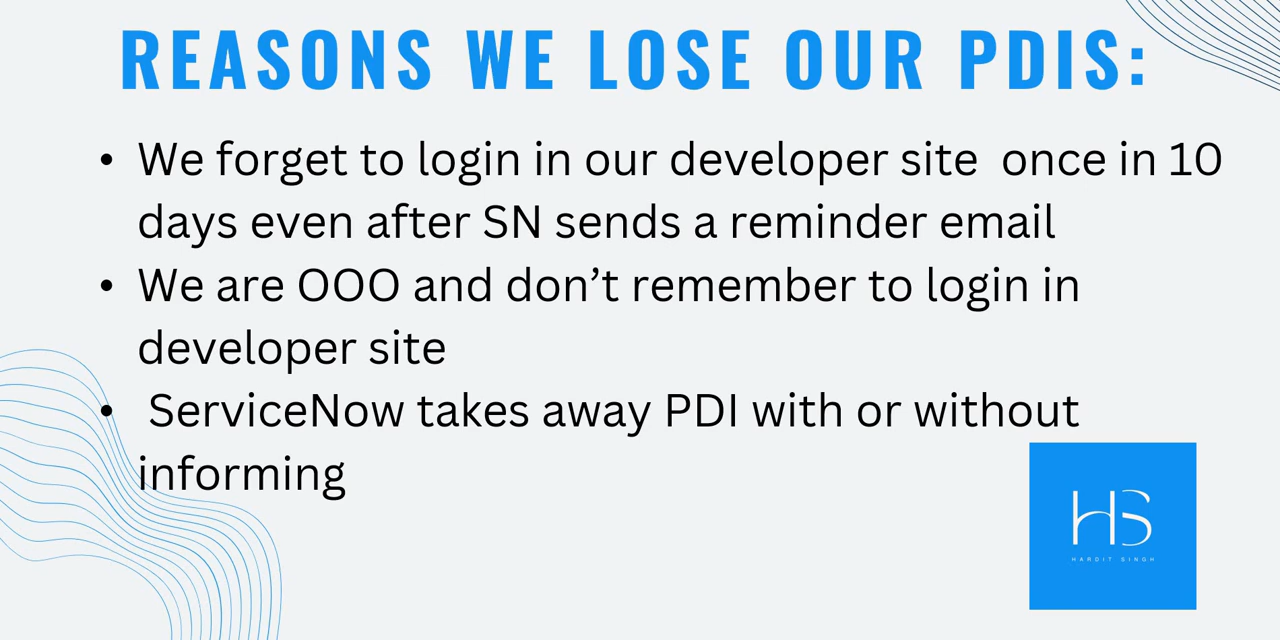 REASONS WE LOSE OUR PDIS:
• We forget to login in our developer site  once in 10
days even after SN sends a reminder email
• We are OOO and don’t remember to login in
developer site
•  ServiceNow takes away PDI with or without
informing
HS
HARDIT SINGH